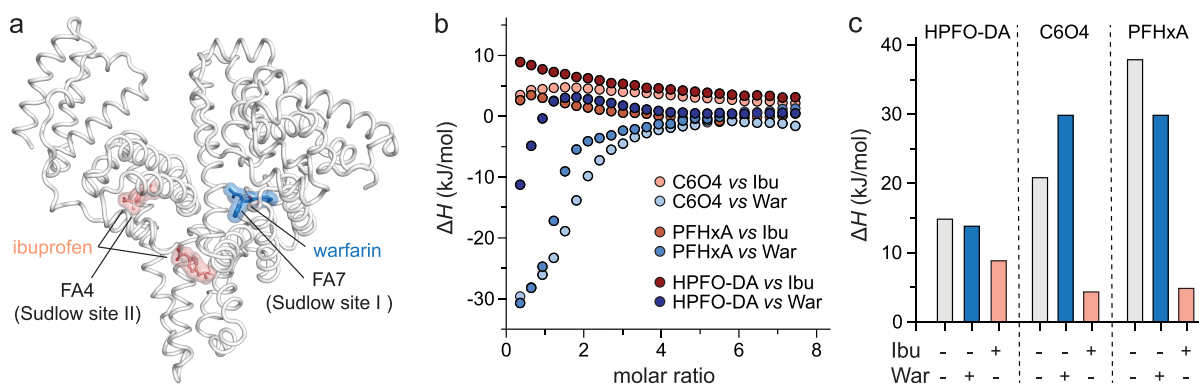 a
ibuprofen
FA4
(Sudlow site II)
warfarin
FA7
(Sudlow site I )
b
ΔH (kJ/mol)
10
0
-10
-20
-30
0 2 4 6 8
molar ratio
C6O4 vs Ibu
C6O4 vs War
PFHxA vs Ibu
PFHxA vs War
HPFO-DA vs Ibu
HPFO-DA vs War
c
HPFO-DA C6O4 PFHxA
ΔH (kJ/mol)
40
30
20
10
0
Ibu - - + - - + - - +
War - + - - + - - + -